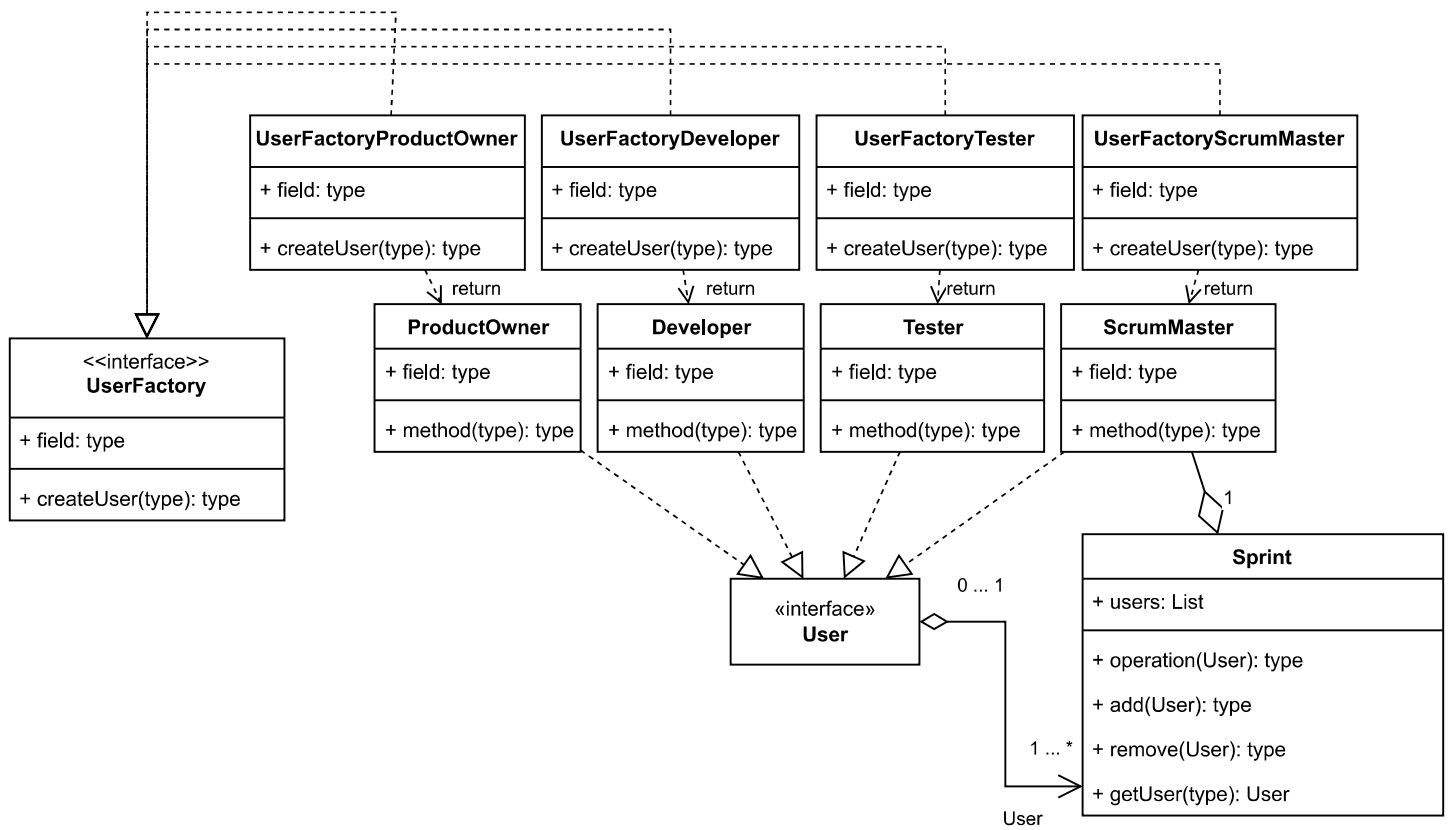 UserFactoryProductOwner
+ field: type
+ createUser(type): type
UserFactoryDeveloper
+ field: type
+ createUser(type): type
UserFactoryTester
+ field: type
+ createUser(type): type
UserFactoryScrumMaster
+ field: type
+ createUser(type): type
return
return
return
return
<<interface>>
UserFactory
+ field: type
+ createUser(type): type
ProductOwner
+ field: type
+ method(type): type
Developer
+ field: type
+ method(type): type
Tester
+ field: type
+ method(type): type
ScrumMaster
+ field: type
+ method(type): type
1
«interface»
User
0 ... 1
1 ... *
User
Sprint
+ users: List
+ operation(User): type
+ add(User): type
+ remove(User): type
+ getUser(type): User